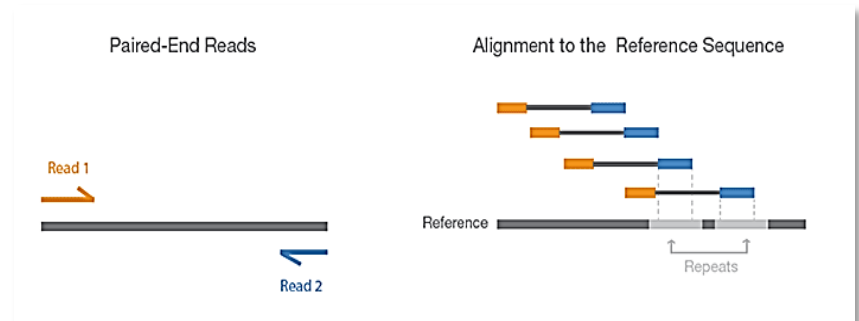 Paired-End Reads
Alignment to the Reference Sequence
Read 1
Read 2
Reference
Repeats